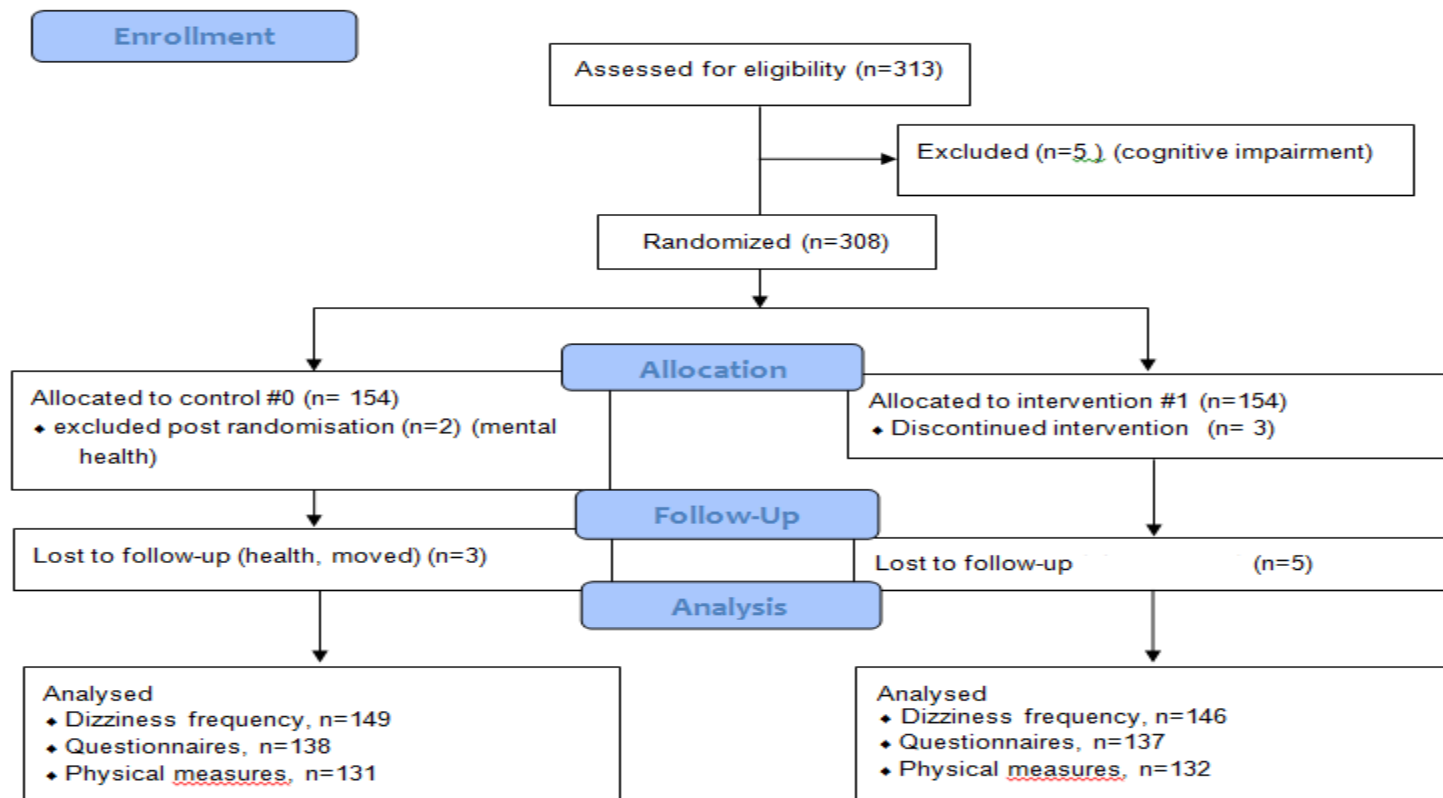 Enrollment
Assessed for eligibility (n=313)
Excluded (n=5 ) (cognitive impairment)
Randomized (n=308)
Allocation
Allocated to control #0 (n= 154)
⬥ excluded post randomisation (n=2) (mental
health)
Allocated to intervention #1 (n=154)
⬥ Discontinued intervention (n= 3)
Follow-Up
Lost to follow-up (health, moved) (n=3)
Lost to follow-up (n=5)
Analysis
Analysed
⬥ Dizziness frequency, n=149
⬥ Questionnaires, n=138
⬥ Physical measures, n=131
Analysed
⬥ Dizziness frequency, n=146
⬥ Questionnaires, n=137
⬥ Physical measures, n=132